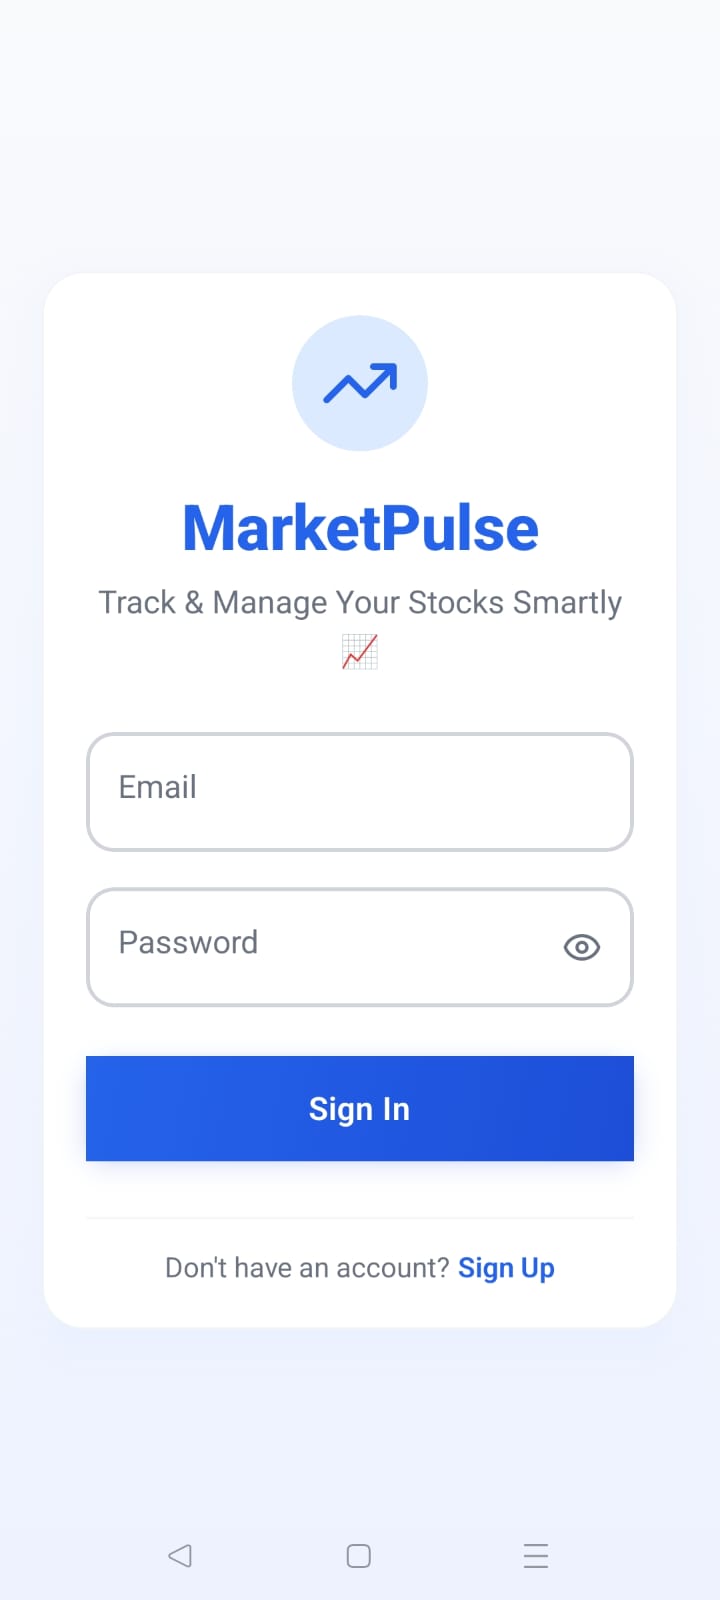 MarketPulse
Track & Manage Your Stocks Smartly
📈
Email
Password
Sign In
Don't have an account? Sign Up